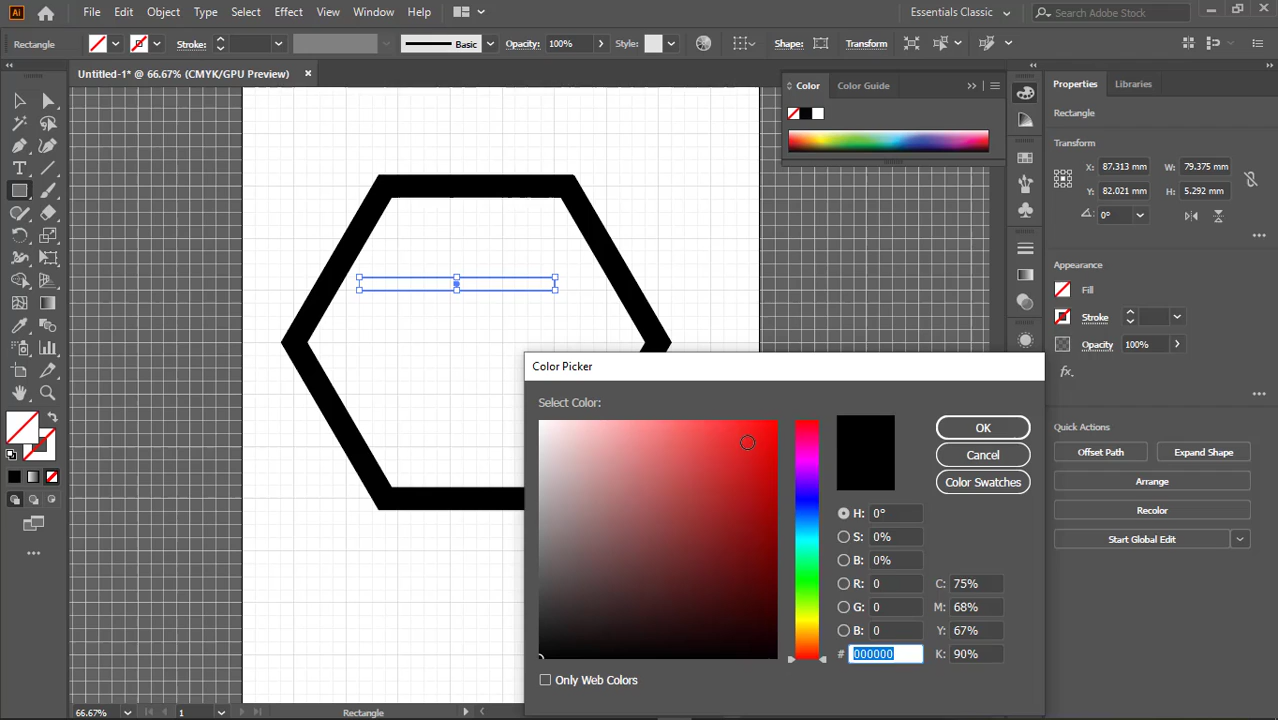 Ai File Edit Object Type Select Effect View Window Help Essentials Classic Search Adobe Stock
Rectangle Stroke: Basic Opacity: 100% Style: Shape: Transform
Untitled-1* @ 66.67% (CMYK/GPU Preview) ×
Color Color Guide
Properties Libraries
Rectangle
Transform
X: 87.313 mm W: 79.375 mm
Y: 82.021 mm H: 5.292 mm
0°
Appearance
Fill
Stroke
Opacity 100%
fx.
Quick Actions
Offset Path Expand Shape
Arrange
Recolor
Start Global Edit
Color Picker
Select Color:
OK
Cancel
Color Swatches
H: 0°
S: 0%
B: 0%
R: 0 C: 75%
G: 0 M: 68%
B: 0 Y: 67%
# 000000 K: 90%
Only Web Colors
66.67% 1 Rectangle